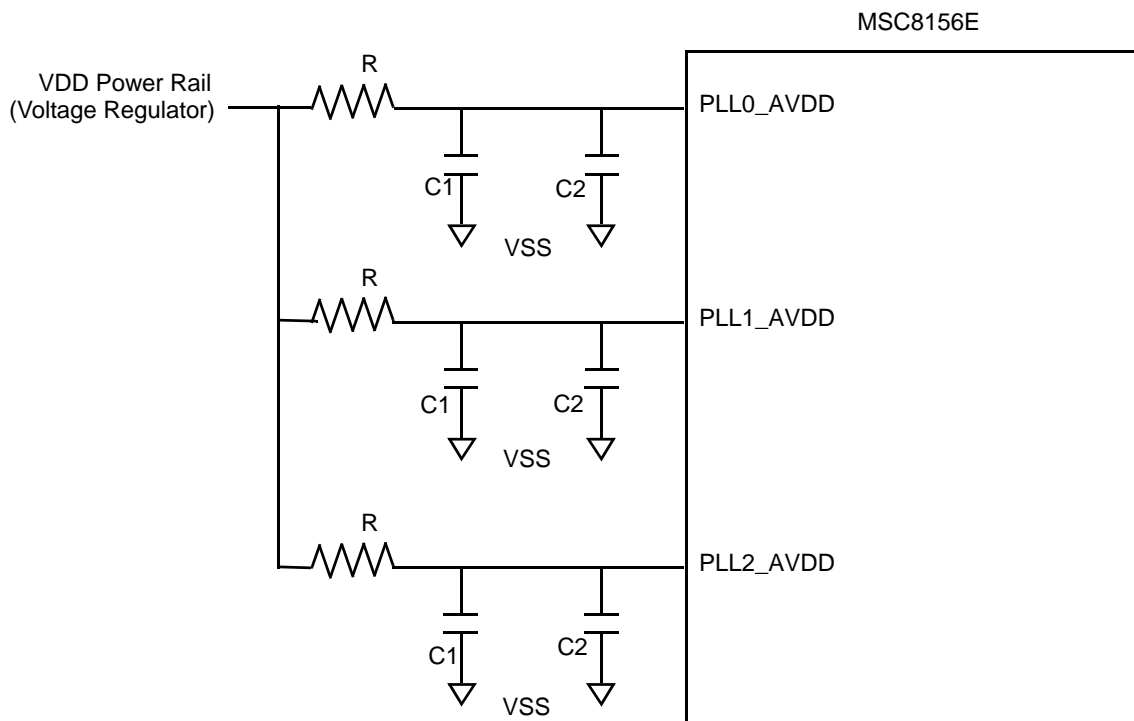 MSC8156E
R
VDD Power Rail
(Voltage Regulator)
PLL0_AVDD
C1
C2
VSS
R
PLL1_AVDD
C1
C2
VSS
R
PLL2_AVDD
C1
C2
VSS